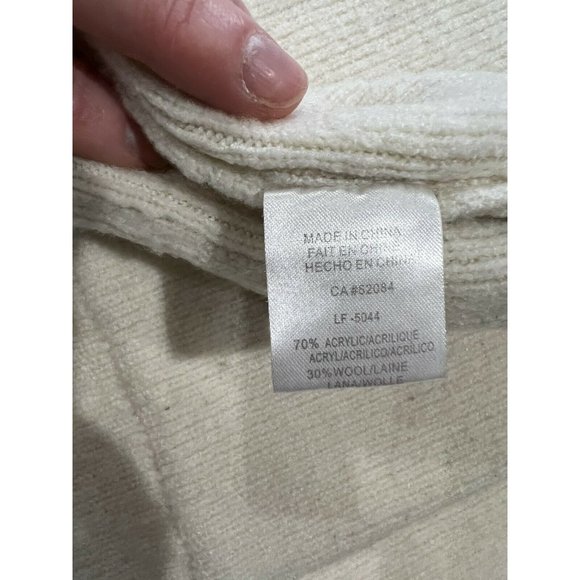 MADE IN CHINA
FAIT EN CHINE
HECHO EN CHINA
CA #52084
LF -5044
70% ACRYLIC/ACRILIQUE
ACRYL/ACRILICO/ACRÍLICO
30% WOOL/LAINE
LANA/WOLLE